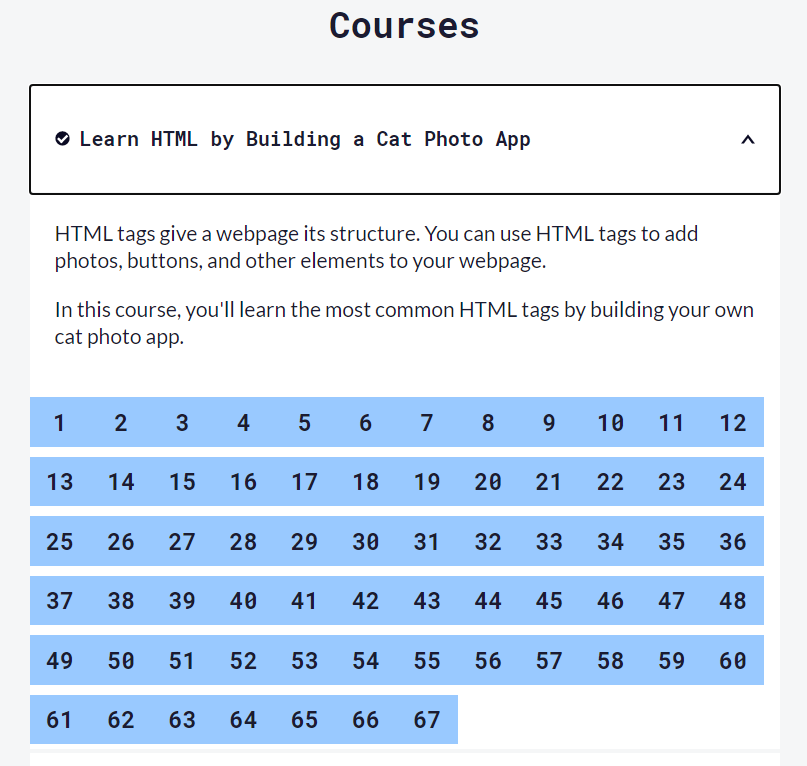 Courses
Learn HTML by Building a Cat Photo App
HTML tags give a webpage its structure. You can use HTML tags to add
photos, buttons, and other elements to your webpage.
In this course, you'll learn the most common HTML tags by building your own
cat photo app.
1 2 3 4 5 6 7 8 9 10 11 12
13 14 15 16 17 18 19 20 21 22 23 24
25 26 27 28 29 30 31 32 33 34 35 36
37 38 39 40 41 42 43 44 45 46 47 48
49 50 51 52 53 54 55 56 57 58 59 60
61 62 63 64 65 66 67